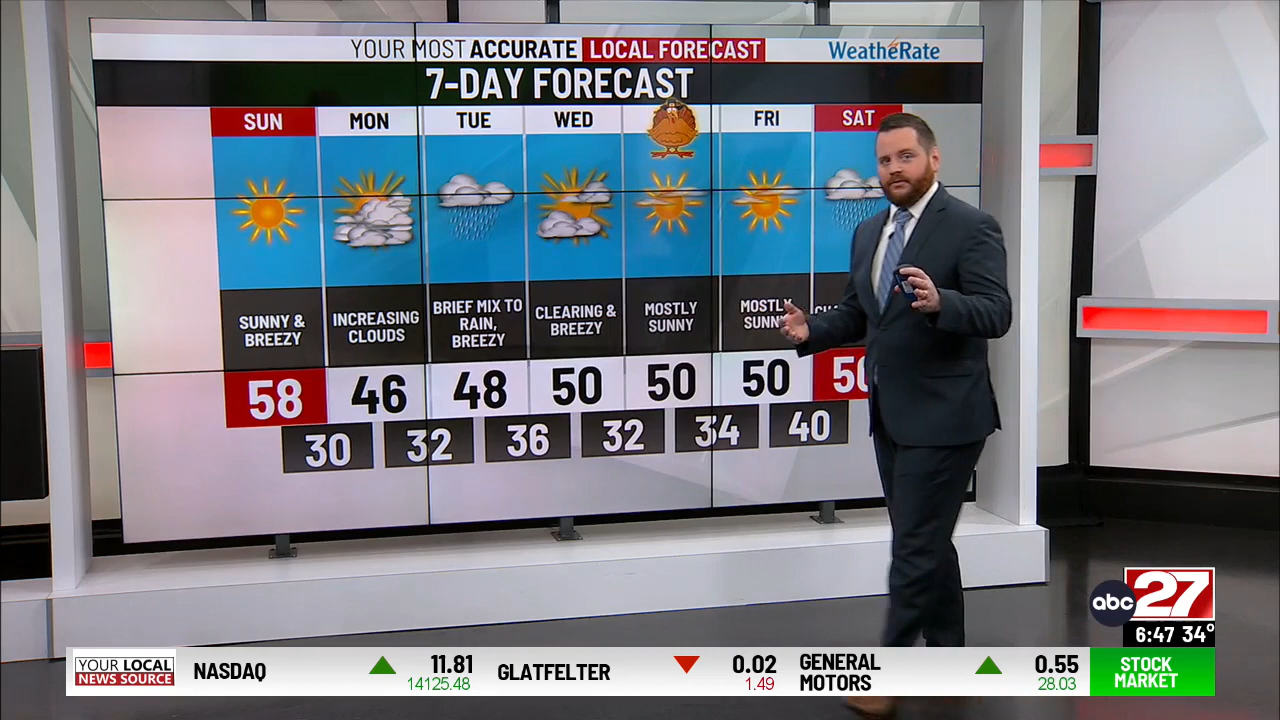 YOUR MOST ACCURATE LOCAL FORECAST
WeatheRate
7-DAY FORECAST
SUN MON TUE WED FRI SAT
SUNNY & BREEZY
INCREASING CLOUDS
BRIEF MIX TO RAIN, BREEZY
CLEARING & BREEZY
MOSTLY SUNNY
MOSTLY SUNNY
58 46 48 50 50 50
30 32 36 32 34 40
abc 27
6:47 34°
YOUR LOCAL
NEWS SOURCE
NASDAQ 11.81
14125.48
GLATFELTER 0.02
1.49
GENERAL
MOTORS 0.55
28.03
STOCK
MARKET